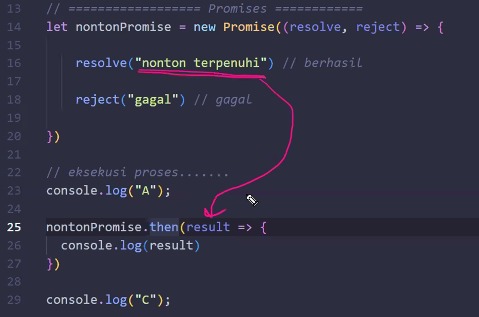 13 // ================== Promises ============
14 let nontonPromise = new Promise((resolve, reject) => {
15
16 resolve("nonton terpenuhi") // berhasil
17
18 reject("gagal") // gagal
19
20 })
21
22 // eksekusi proses.......
23 console.log("A");
24
25 nontonPromise.then(result => {
26 console.log(result)
27 })
28
29 console.log("C");